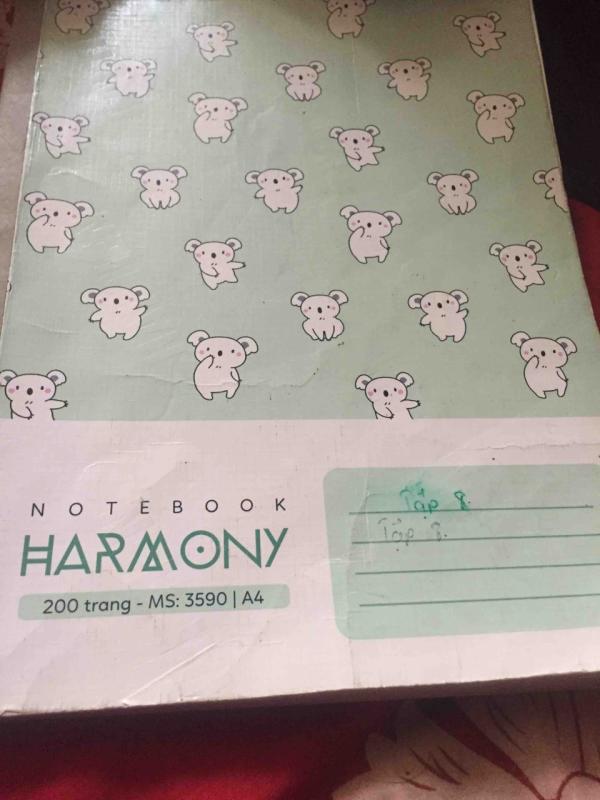 NOTEBOOK
HARMONY
200 trang - MS: 3590 | A4
Tập 8.
Tập 8.